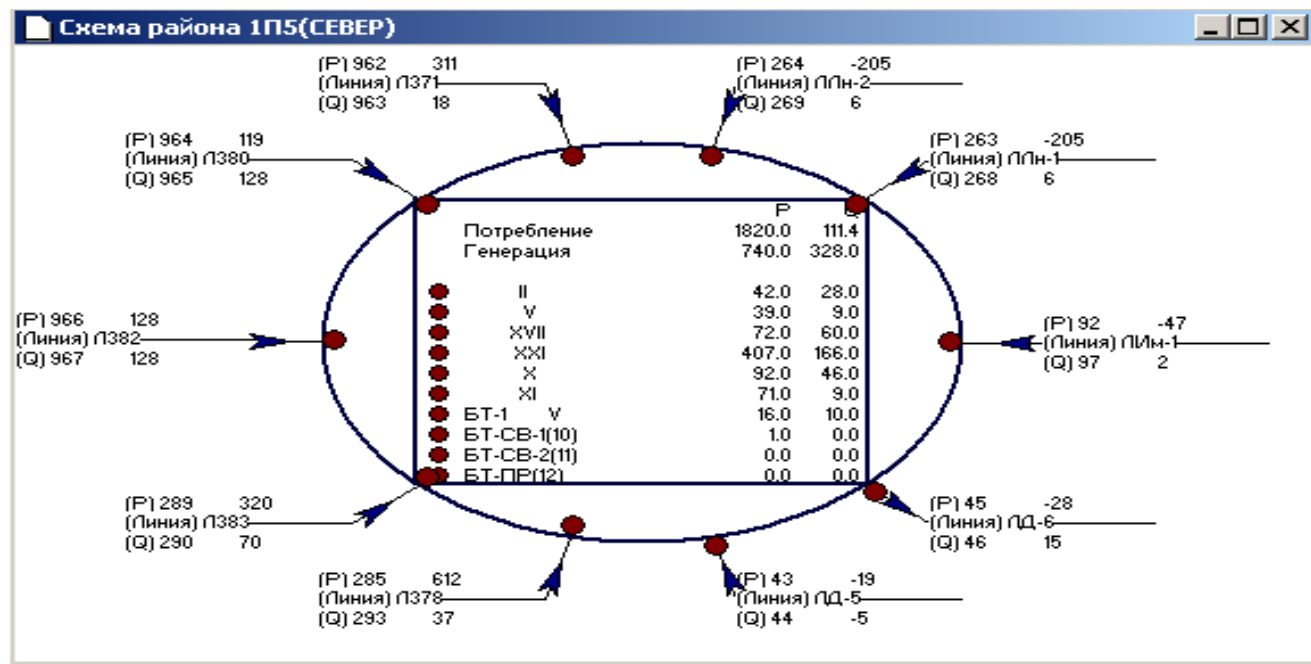 Схема района 1П5(СЕВЕР)
(P) 962 311
(Линия) Л371
(Q) 963 18
(P) 264 -205
(Линия) ЛЛн-2
(Q) 269 6
(P) 964 119
(Линия) Л380
(Q) 965 128
(P) 263 -205
(Линия) ЛЛн-1
(Q) 268 6
P
Потребление 1820.0 111.4
Генерация 740.0 328.0
II 42.0 28.0
V 39.0 9.0
XVII 72.0 60.0
XXI 407.0 166.0
X 92.0 46.0
XI 71.0 9.0
БТ-1 V 16.0 10.0
БТ-СВ-1(10) 1.0 0.0
БТ-СВ-2(11) 0.0 0.0
БТ-ПР(12) 0.0 0.0
(P) 966 128
(Линия) Л382
(Q) 967 128
(P) 92 -47
(Линия) ЛИм-1
(Q) 97 2
(P) 289 320
(Линия) Л383
(Q) 290 70
(P) 45 -28
(Линия) ЛД-6
(Q) 46 15
(P) 285 612
(Линия) Л378
(Q) 293 37
(P) 43 -19
(Линия) ЛД-5
(Q) 44 -5